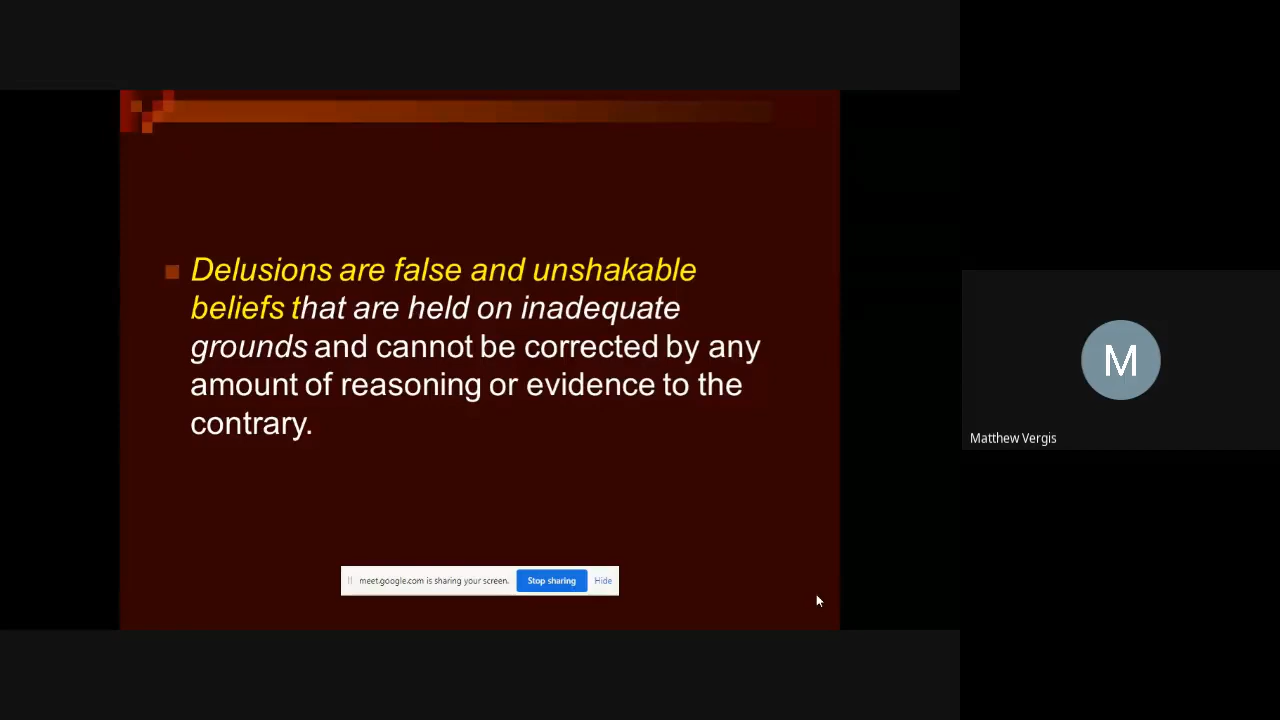 Delusions are false and unshakable
beliefs that are held on inadequate
grounds and cannot be corrected by any
amount of reasoning or evidence to the
contrary.
meet.google.com is sharing your screen. Stop sharing Hide
M
Matthew Vergis